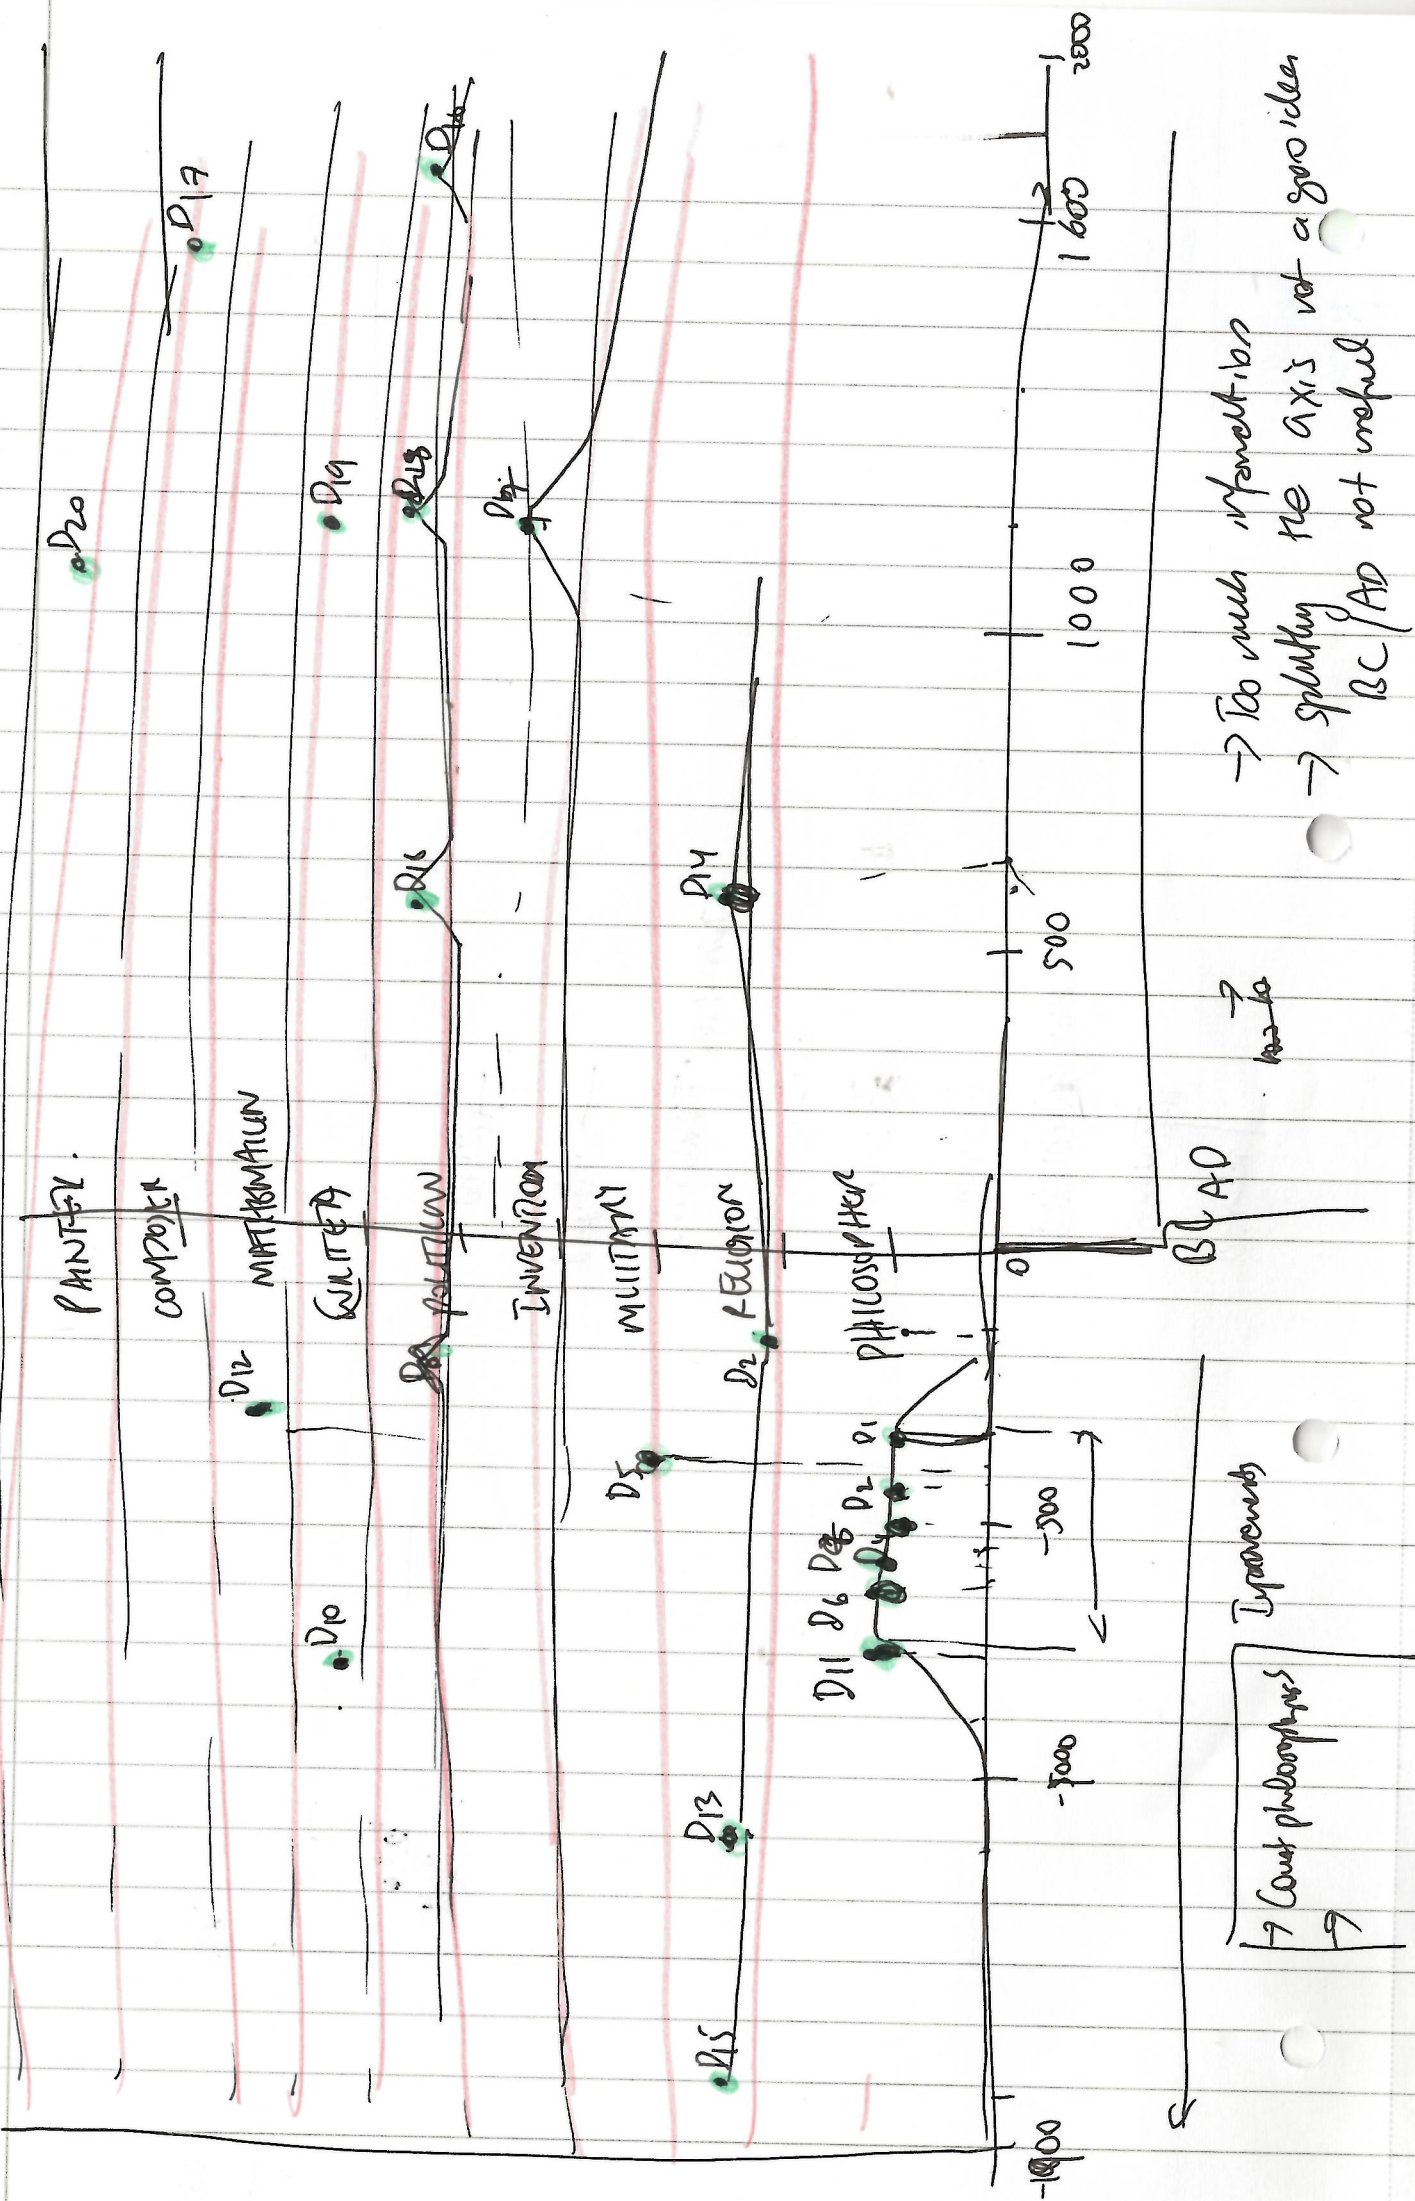 PAINTER.
D20
COMPOSER
D17
MATHEMATICIAN
D12
WRITER
D10
D19
POLITICIAN
D16
D18
INVENTION
MILITARY
D5
RELIGION
D15
D13
D2
D14
PHILOSOPHER
D11
D6
D2
D1
-500
0
500
1000
1600
2000
BC AD
→ Too much information
→ splitting the axis
BC/AD not useful
not a good idea
Improvements
→ Count philosophers
→